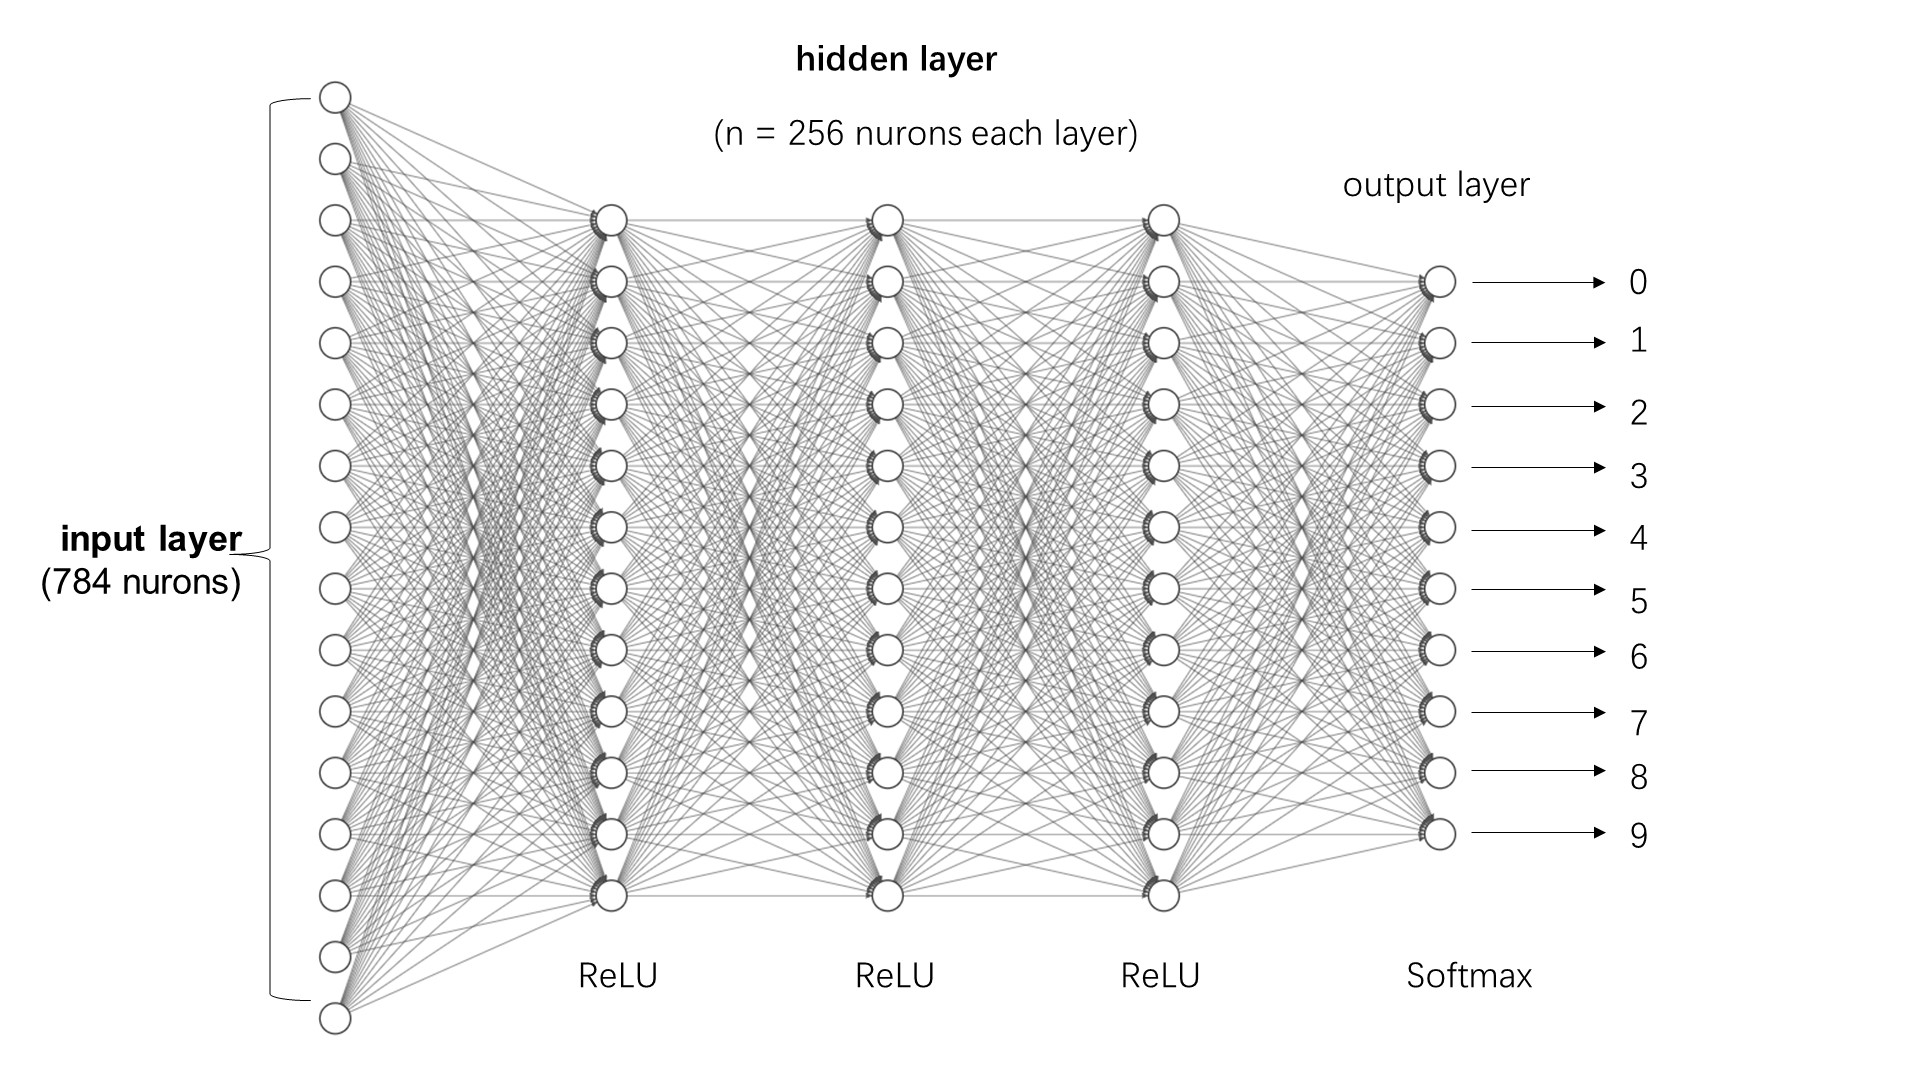 hidden layer
(n = 256 nurons each layer)
output layer
input layer
(784 nurons)
0
1
2
3
4
5
6
7
8
9
ReLU
ReLU
ReLU
Softmax